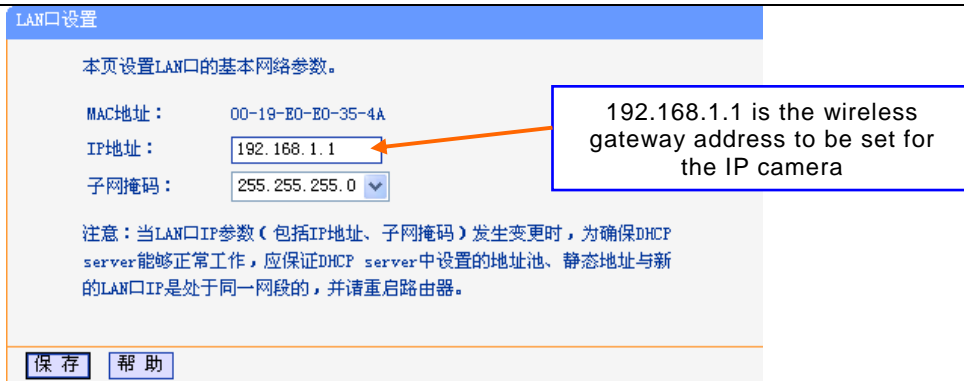 LAN口设置
本页设置LAN口的基本网络参数。
MAC地址： 00-19-E0-E0-35-4A
IP地址： 192.168.1.1
子网掩码： 255.255.255.0
192.168.1.1 is the wireless
gateway address to be set for
the IP camera
注意：当LAN口IP参数（包括IP地址、子网掩码）发生变更时，为确保DHCP
server能够正常工作，应保证DHCP server中设置的地址池、静态地址与新
的LAN口IP是处于同一网段的，并请重启路由器。
保 存 帮 助